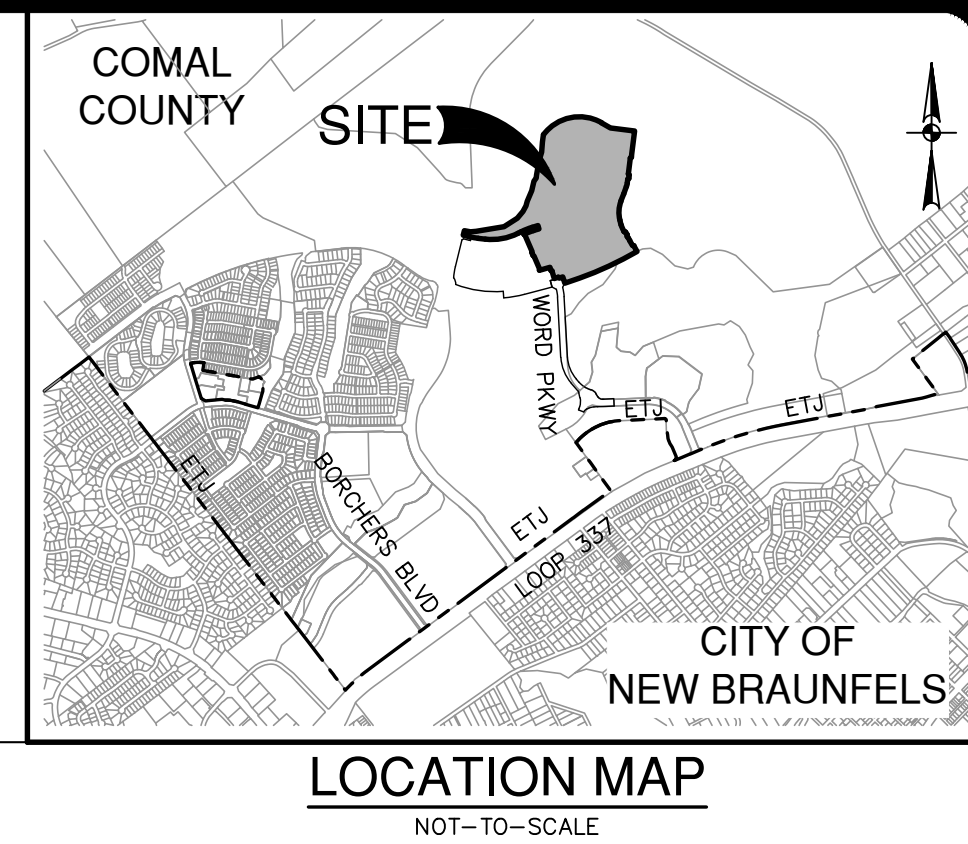 COMAL
COUNTY
SITE
WORD PKWY
ETJ
ETJ
ETJ
BORCHERS BLVD
ETJ
LOOP 337
CITY OF
NEW BRAUNFELS
LOCATION MAP
NOT-TO-SCALE